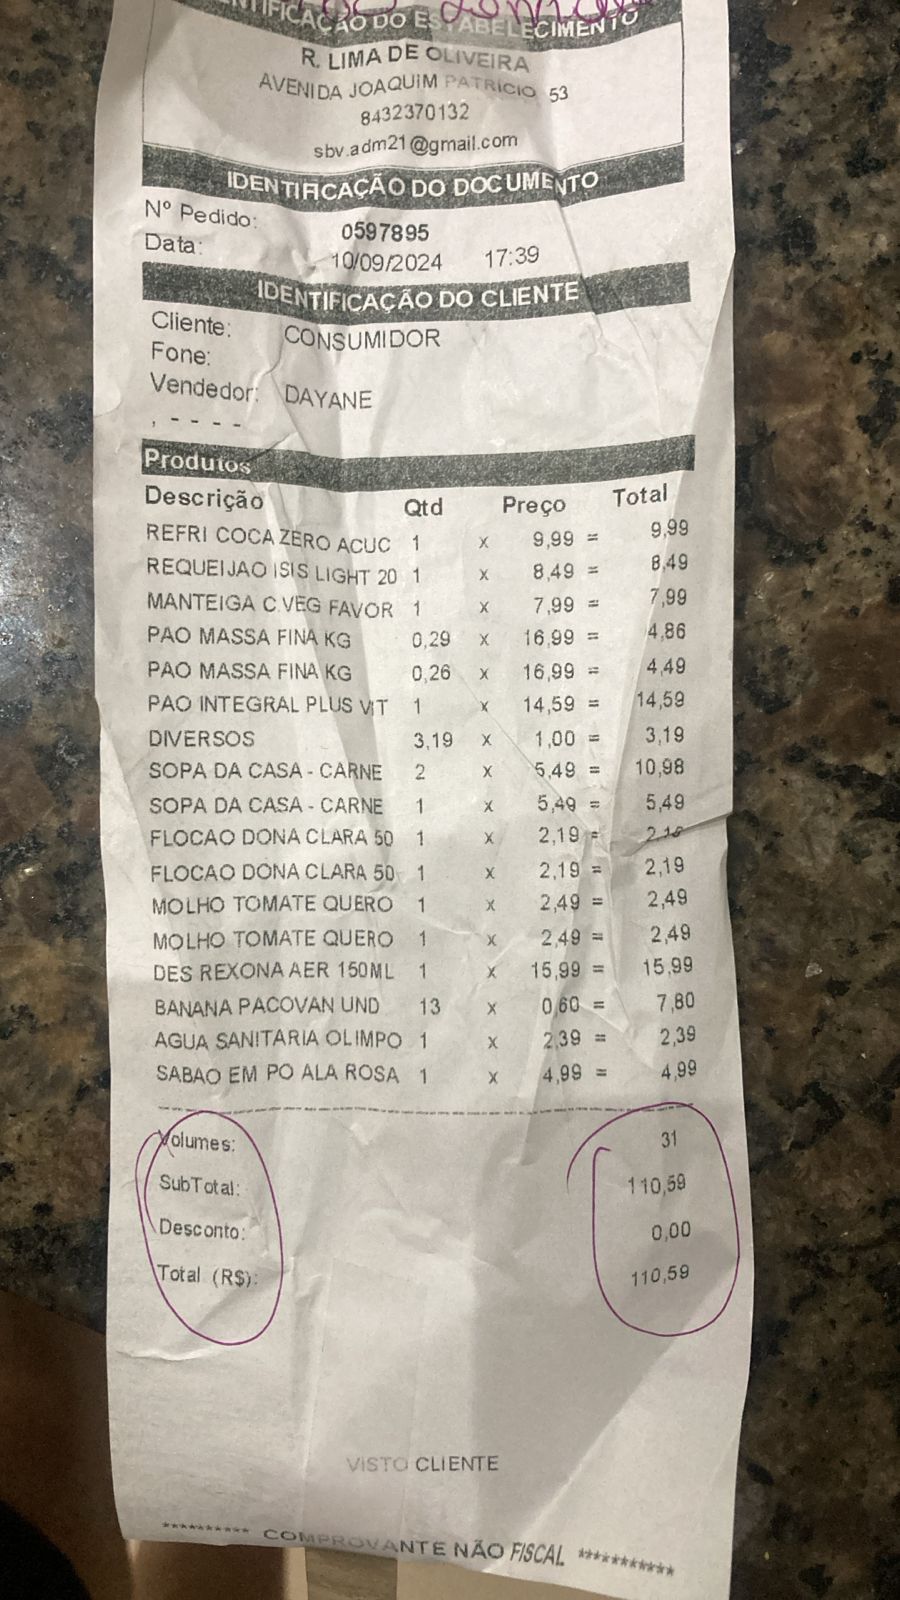 IDENTIFICAÇÃO DO ESTABELECIMENTO
R. LIMA DE OLIVEIRA
AVENIDA JOAQUIM PATRICIO 53
8432370132
sbv.adm21@gmail.com
IDENTIFICAÇÃO DO DOCUMENTO
Nº Pedido: 0597895
Data: 10/09/2024 17:39
IDENTIFICAÇÃO DO CLIENTE
Cliente: CONSUMIDOR
Fone:
Vendedor: DAYANE
, - - - -
Produtos
Descrição Qtd Preço Total
REFRI COCA ZERO ACUC 1 x 9,99 = 9,99
REQUEIJAO ISIS LIGHT 20 1 x 8,49 = 8,49
MANTEIGA C.VEG FAVOR 1 x 7,99 = 7,99
PAO MASSA FINA KG 0,29 x 16,99 = 4,86
PAO MASSA FINA KG 0,26 x 16,99 = 4,49
PAO INTEGRAL PLUS VIT 1 x 14,59 = 14,59
DIVERSOS 3,19 x 1,00 = 3,19
SOPA DA CASA - CARNE 2 x 5,49 = 10,98
SOPA DA CASA - CARNE 1 x 5,49 = 5,49
FLOCAO DONA CLARA 50 1 x 2,19 = 2,19
FLOCAO DONA CLARA 50 1 x 2,19 = 2,19
MOLHO TOMATE QUERO 1 x 2,49 = 2,49
MOLHO TOMATE QUERO 1 x 2,49 = 2,49
DES REXONA AER 150ML 1 x 15,99 = 15,99
BANANA PACOVAN UND 13 x 0,60 = 7,80
AGUA SANITARIA OLIMPO 1 x 2,39 = 2,39
SABAO EM PO ALA ROSA 1 x 4,99 = 4,99
Volumes: 31
SubTotal: 110,59
Desconto: 0,00
Total (R$): 110,59
VISTO CLIENTE
********** COMPROVANTE NÃO FISCAL ***********